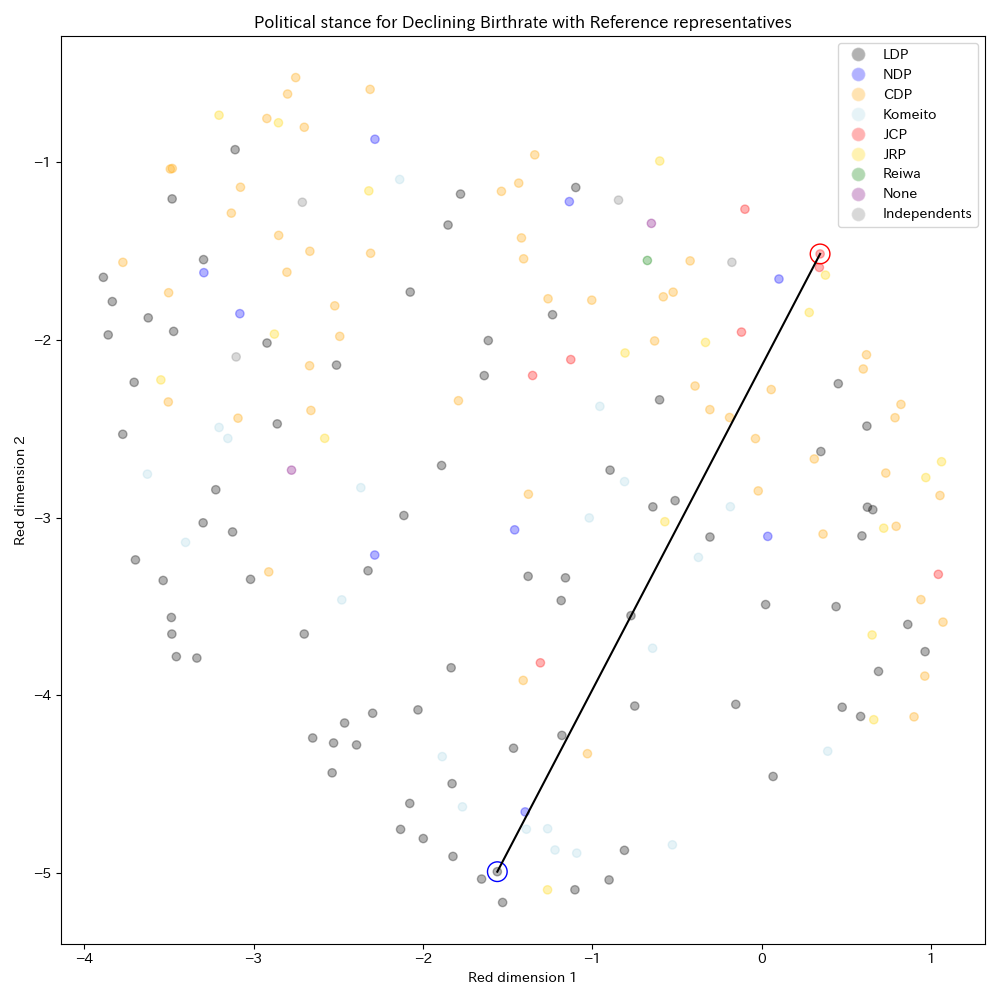 Political stance for Declining Birthrate with Reference representatives
LDP
NDP
CDP
Komeito
JCP
JRP
Reiwa
None
Independents
−1
−2
−3
−4
−5
Red dimension 2
−4
−3
−2
−1
0
1
Red dimension 1